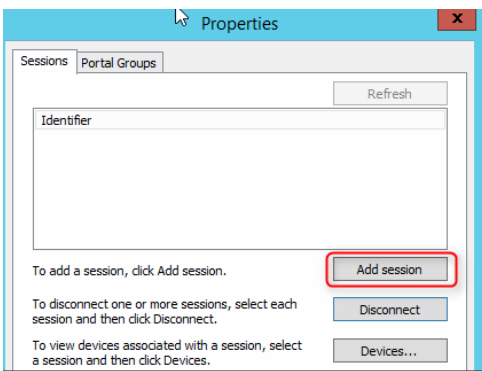 Properties
x
Sessions Portal Groups
Refresh
Identifier
To add a session, click Add session.
Add session
To disconnect one or more sessions, select each
session and then click Disconnect.
Disconnect
To view devices associated with a session, select
a session and then click Devices.
Devices...